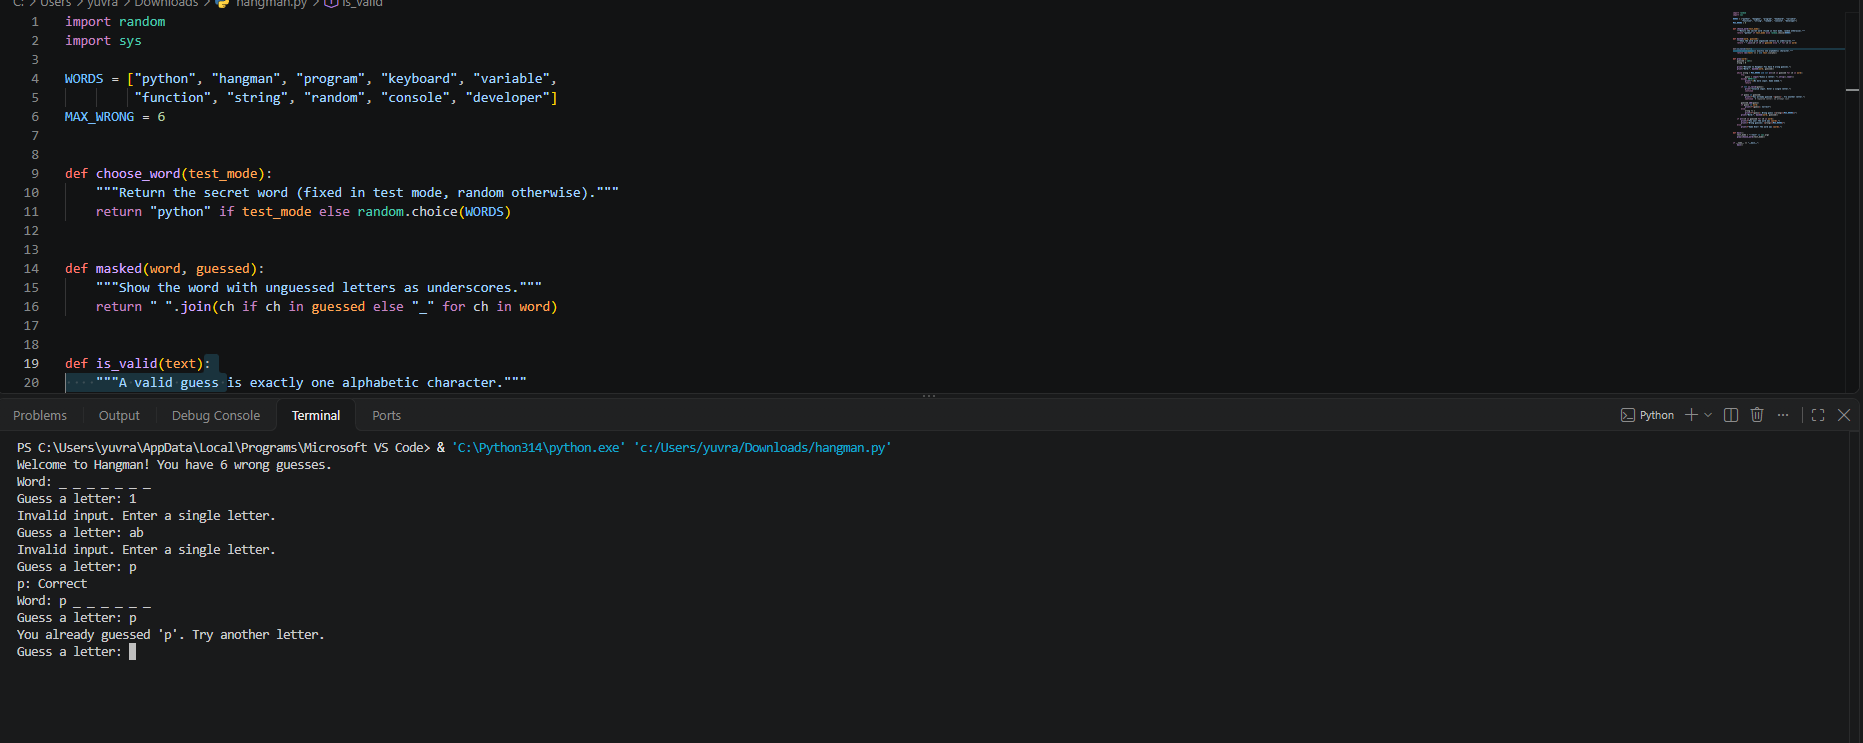 C: > Users > yuvra > Downloads > hangman.py > is_valid
1 import random
2 import sys
3
4 WORDS = ["python", "hangman", "program", "keyboard", "variable",
5 "function", "string", "random", "console", "developer"]
6 MAX_WRONG = 6
7
8
9 def choose_word(test_mode):
10 """Return the secret word (fixed in test mode, random otherwise)."""
11 return "python" if test_mode else random.choice(WORDS)
12
13
14 def masked(word, guessed):
15 """Show the word with unguessed letters as underscores."""
16 return " ".join(ch if ch in guessed else "_" for ch in word)
17
18
19 def is_valid(text):
20 """A valid guess is exactly one alphabetic character."""
Problems Output Debug Console Terminal Ports Python
PS C:\Users\yuvra\AppData\Local\Programs\Microsoft VS Code> & 'C:\Python314\python.exe' 'c:/Users/yuvra/Downloads/hangman.py'
Welcome to Hangman! You have 6 wrong guesses.
Word: _ _ _ _ _ _ _
Guess a letter: 1
Invalid input. Enter a single letter.
Guess a letter: ab
Invalid input. Enter a single letter.
Guess a letter: p
p: Correct
Word: p _ _ _ _ _ _
Guess a letter: p
You already guessed 'p'. Try another letter.
Guess a letter: